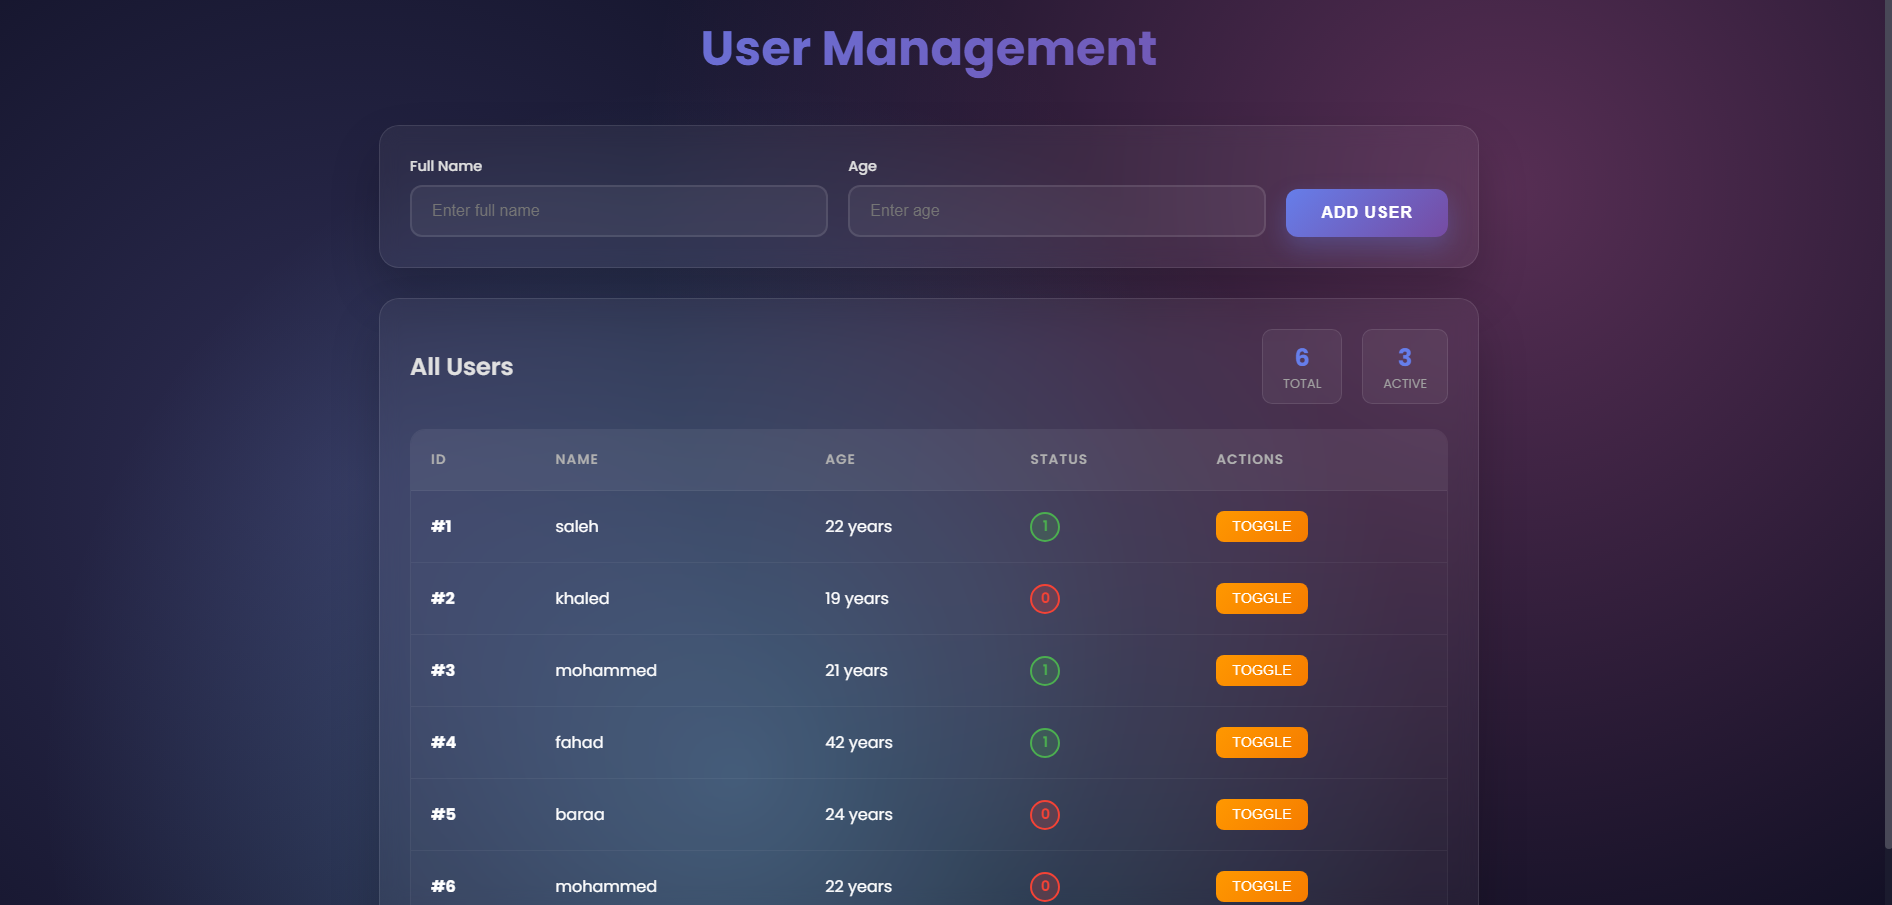 User Management
Full Name Age
Enter full name Enter age ADD USER
All Users
6 3
TOTAL ACTIVE
ID NAME AGE STATUS ACTIONS
#1 saleh 22 years 1 TOGGLE
#2 khaled 19 years 0 TOGGLE
#3 mohammed 21 years 1 TOGGLE
#4 fahad 42 years 1 TOGGLE
#5 baraa 24 years 0 TOGGLE
#6 mohammed 22 years 0 TOGGLE